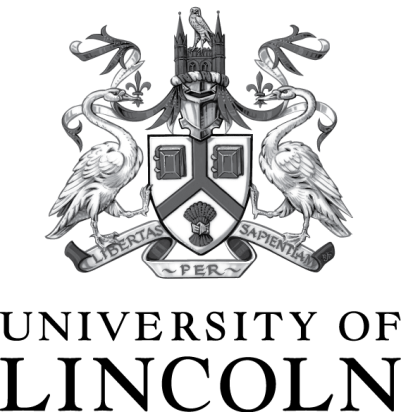 LIBERTAS
~PER~
SAPIENTIAM
UNIVERSITY OF
LINCOLN